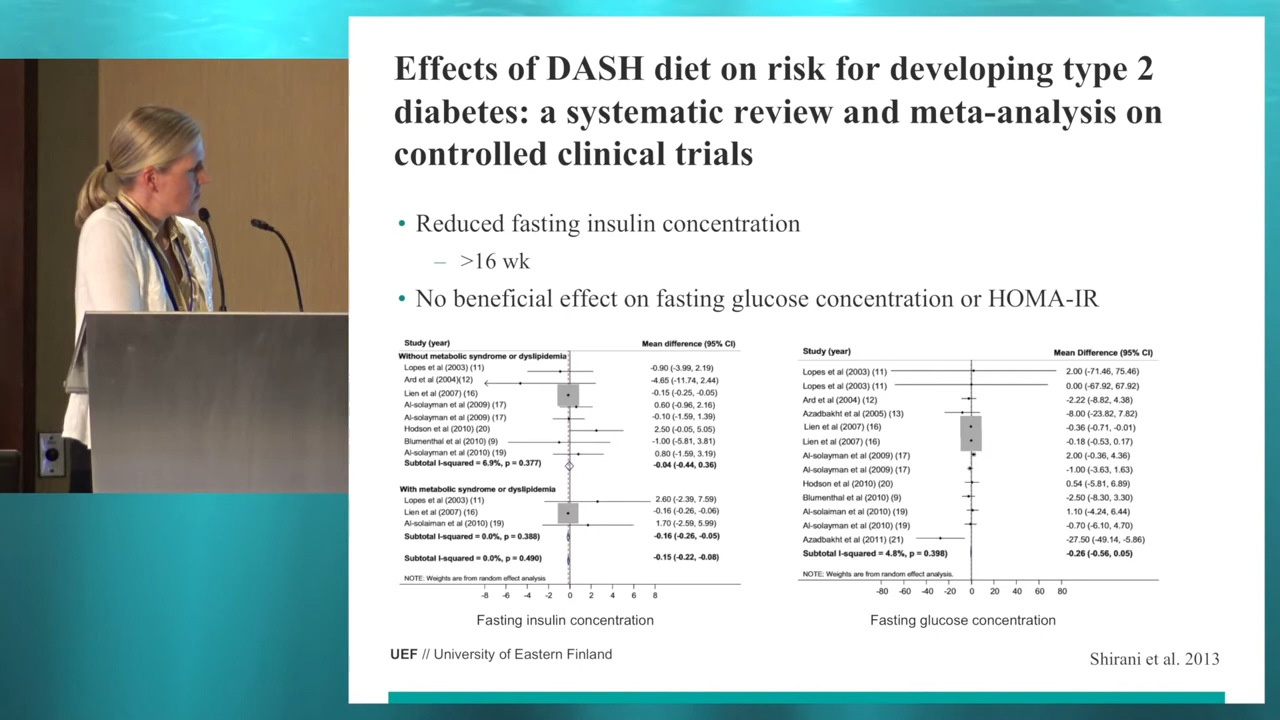 Effects of DASH diet on risk for developing type 2
diabetes: a systematic review and meta-analysis on
controlled clinical trials
• Reduced fasting insulin concentration
– >16 wk
• No beneficial effect on fasting glucose concentration or HOMA-IR
Study (year) Mean difference (95% CI)
Without metabolic syndrome or dyslipidemia
Lopes et al (2003) (11) -0.90 (-3.99, 2.19)
Ard et al (2004)(12) -4.65 (-11.74, 2.44)
Lien et al (2007) (16) -0.15 (-0.25, -0.05)
Al-solayman et al (2009) (17) 0.60 (-0.96, 2.16)
Al-solayman et al (2009) (17) -0.10 (-1.59, 1.39)
Hodson et al (2010) (20) 2.50 (-0.05, 5.05)
Blumenthal et al (2010) (9) -1.00 (-5.81, 3.81)
Al-solayman et al (2010) (19) 0.80 (-1.59, 3.19)
Subtotal I-squared = 6.9%, p = 0.377) -0.04 (-0.44, 0.36)
With metabolic syndrome or dyslipidemia
Lopes et al (2003) (11) 2.60 (-2.39, 7.59)
Lien et al (2007) (16) -0.16 (-0.26, -0.06)
Al-solaiman et al (2010) (19) 1.70 (-2.59, 5.99)
Subtotal I-squared = 0.0%, p = 0.388) -0.16 (-0.26, -0.05)
Subtotal I-squared = 0.0%, p = 0.490) -0.15 (-0.22, -0.08)
NOTE: Weights are from random effect analysis
-8 -6 -4 -2 0 2 4 6 8
Fasting insulin concentration
Study (year) Mean Difference (95% CI)
Lopes et al (2003) (11) 2.00 (-71.46, 75.46)
Lopes et al (2003) (11) 0.00 (-67.92, 67.92)
Ard et al (2004) (12) -2.22 (-8.82, 4.38)
Azadbakht et al (2005) (13) -8.00 (-23.82, 7.82)
Lien et al (2007) (16) -0.36 (-0.71, -0.01)
Lien et al (2007) (16) -0.18 (-0.53, 0.17)
Al-solayman et al (2009) (17) 2.00 (-0.36, 4.36)
Al-solayman et al (2009) (17) -1.00 (-3.63, 1.63)
Hodson et al (2010) (20) 0.54 (-5.81, 6.89)
Blumenthal et al (2010) (9) -2.50 (-8.30, 3.30)
Al-solaiman et al (2010) (19) 1.10 (-4.24, 6.44)
Al-solayman et al (2010) (19) -0.70 (-6.10, 4.70)
Azadbakht et al (2011) (21) -27.50 (-49.14, -5.86)
Subtotal I-squared = 4.8%, p = 0.398) -0.26 (-0.56, 0.05)
NOTE: Weights are from random effect analysis.
-80 -60 -40 -20 0 20 40 60 80
Fasting glucose concentration
UEF // University of Eastern Finland
Shirani et al. 2013